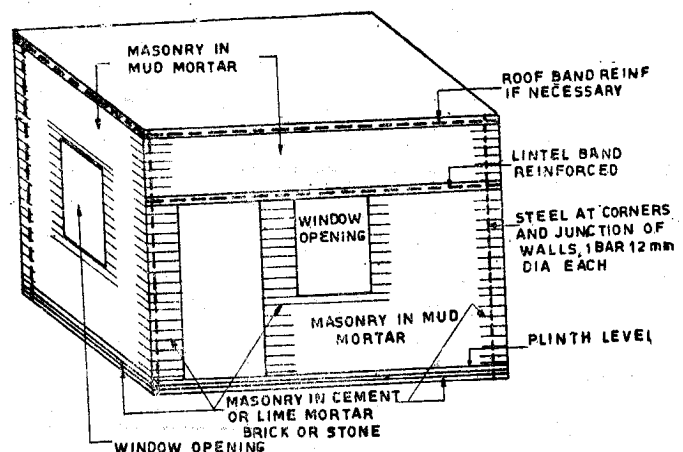 MASONRY IN
MUD MORTAR
ROOF BAND REINF
IF NECESSARY
LINTEL BAND
REINFORCED
WINDOW
OPENING
STEEL AT CORNERS
AND JUNCTION OF
WALLS, 1 BAR 12 mm
DIA EACH
MASONRY IN MUD
MORTAR
PLINTH LEVEL
MASONRY IN CEMENT
OR LIME MORTAR
BRICK OR STONE
WINDOW OPENING